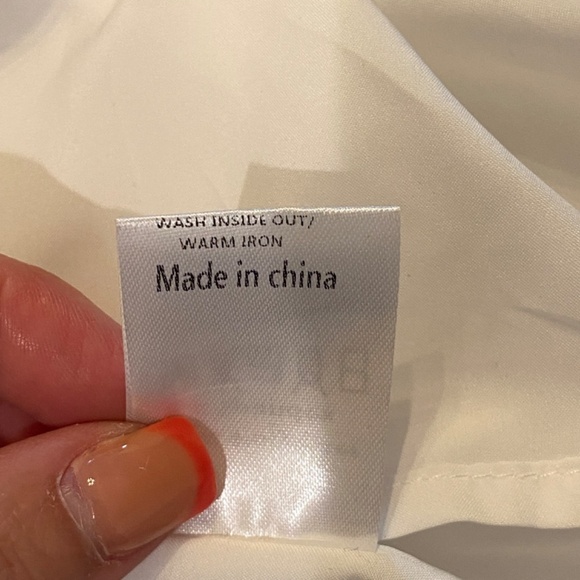 WASH INSIDE OUT/
WARM IRON
Made in china